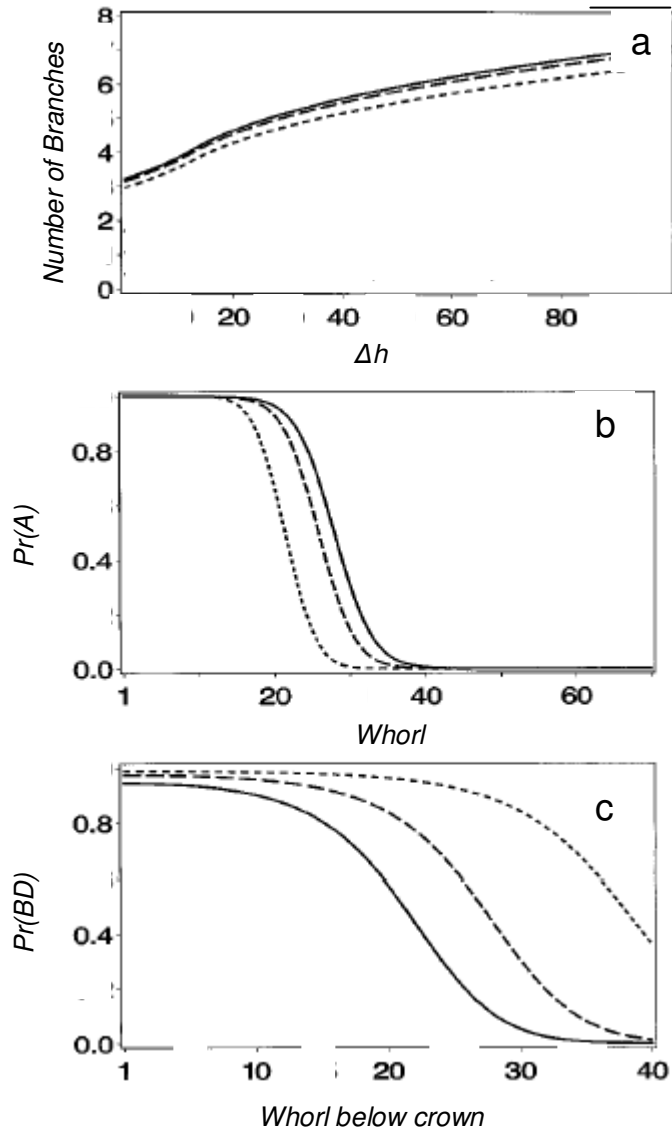 8
a
6
4
2
0
Number of Branches
20 40 60 80
Δh
b
0.8
0.4
0.0
Pr(A)
1 20 40 60
Whorl
c
0.8
0.4
0.0
Pr(BD)
1 10 20 30 40
Whorl below crown